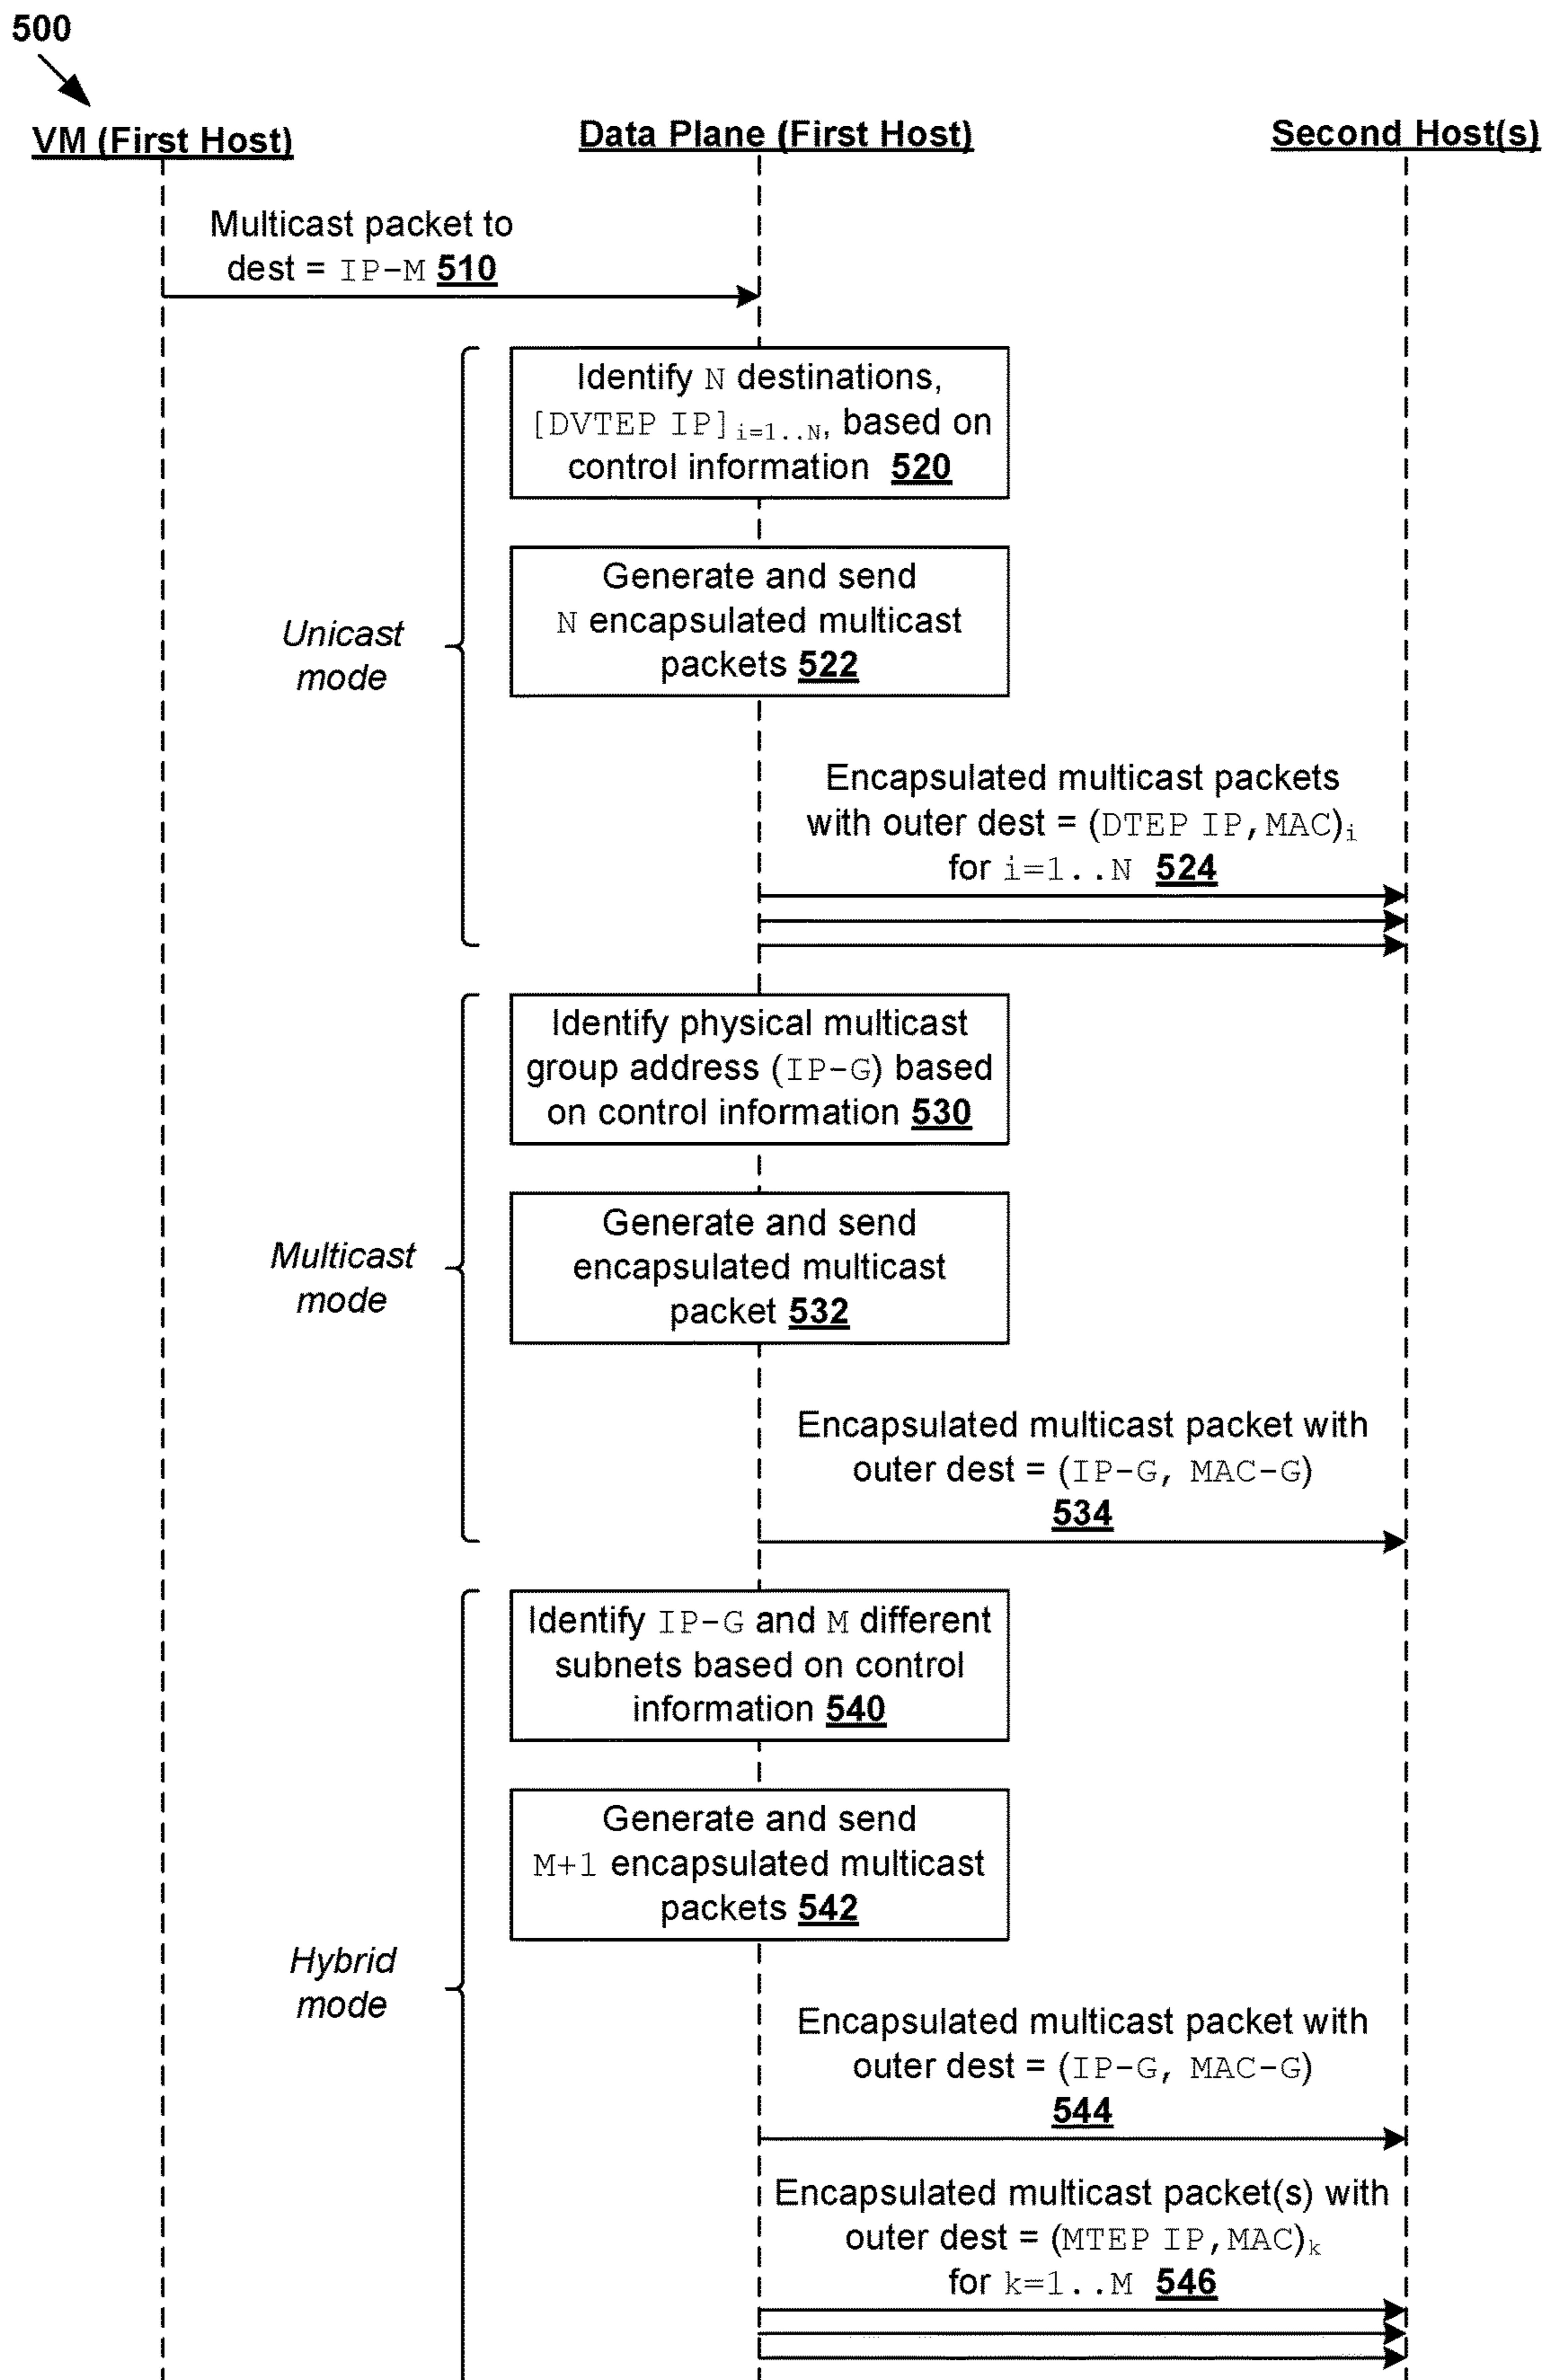 500
VM (First Host)
Data Plane (First Host)
Second Host(s)
Multicast packet to
dest = IP-M 510
Identify N destinations,
[DVTEP IP]i=1..N, based on
control information 520
Generate and send
N encapsulated multicast
packets 522
Unicast
mode
Encapsulated multicast packets
with outer dest = (DTEP IP,MAC)i
for i=1..N 524
Identify physical multicast
group address (IP-G) based
on control information 530
Generate and send
encapsulated multicast
packet 532
Multicast
mode
Encapsulated multicast packet with
outer dest = (IP-G, MAC-G)
534
Identify IP-G and M different
subnets based on control
information 540
Generate and send
M+1 encapsulated multicast
packets 542
Hybrid
mode
Encapsulated multicast packet with
outer dest = (IP-G, MAC-G)
544
Encapsulated multicast packet(s) with
outer dest = (MTEP IP,MAC)k
for k=1..M 546